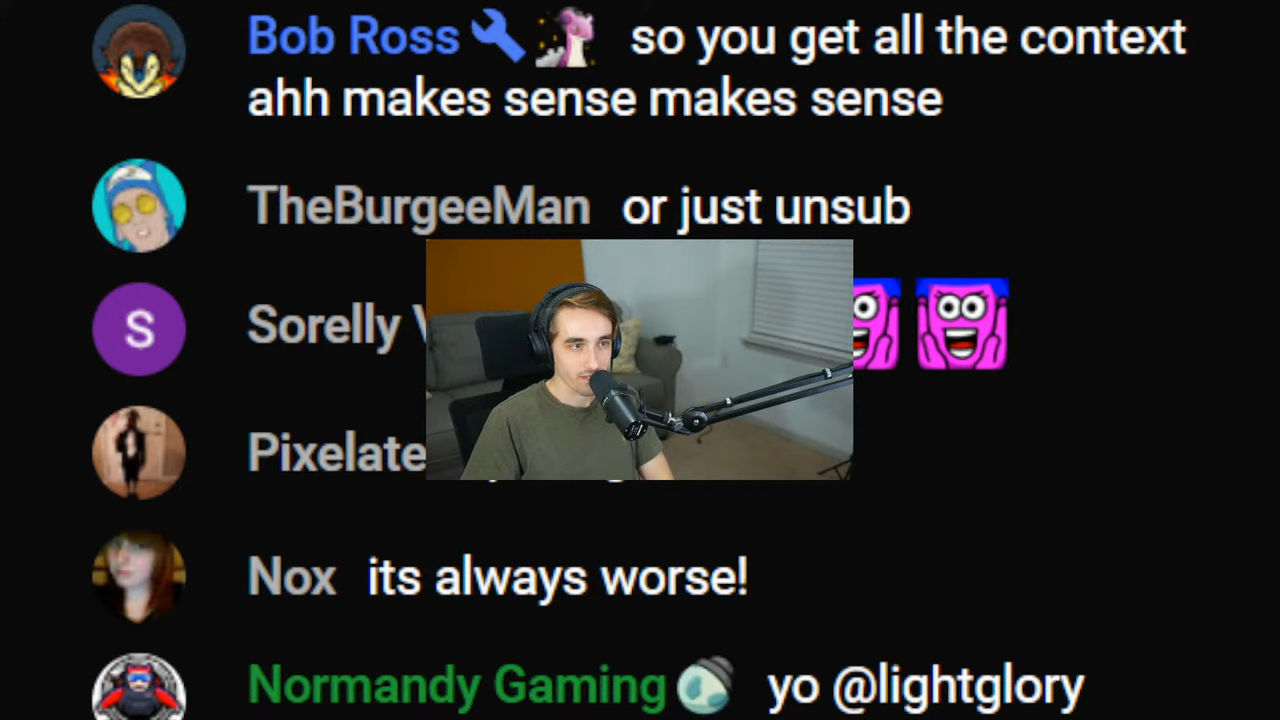 Bob Ross so you get all the context
ahh makes sense makes sense
TheBurgeeMan or just unsub
S
Sorelly
Nox its always worse!
Normandy Gaming yo @lightglory